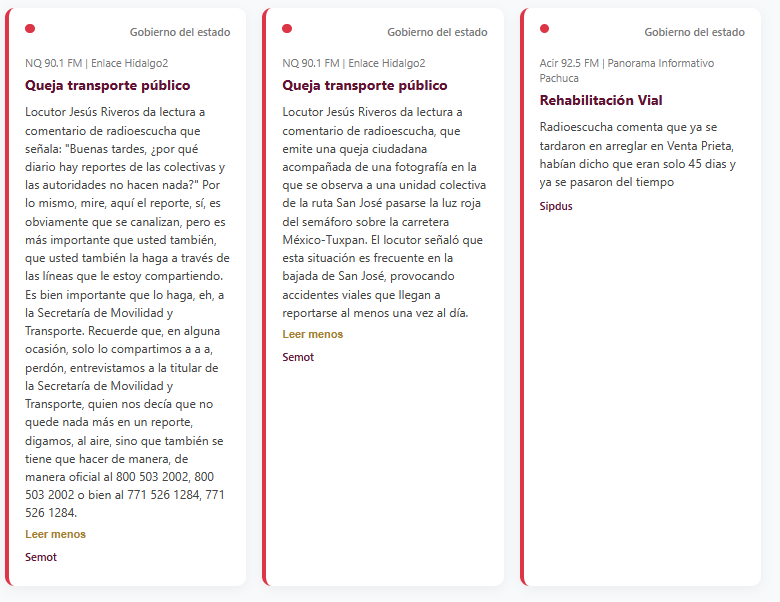 Gobierno del estado
NQ 90.1 FM | Enlace Hidalgo2
Queja transporte público
Locutor Jesús Riveros da lectura a
comentario de radioescucha que
señala: "Buenas tardes, ¿por qué
diario hay reportes de las colectivas y
las autoridades no hacen nada?" Por
lo mismo, mire, aquí el reporte, sí, es
obviamente que se canalizan, pero es
más importante que usted también,
que usted también la haga a través de
las líneas que le estoy compartiendo.
Es bien importante que lo haga, eh, a
la Secretaría de Movilidad y
Transporte. Recuerde que, en alguna
ocasión, solo lo compartimos a a a,
perdón, entrevistamos a la titular de
la Secretaría de Movilidad y
Transporte, quien nos decía que no
quede nada más en un reporte,
digamos, al aire, sino que también se
tiene que hacer de manera, de
manera oficial al 800 503 2002, 800
503 2002 o bien al 771 526 1284, 771
526 1284.
Leer menos
Semot
Gobierno del estado
NQ 90.1 FM | Enlace Hidalgo2
Queja transporte público
Locutor Jesús Riveros da lectura a
comentario de radioescucha, que
emite una queja ciudadana
acompañada de una fotografía en la
que se observa a una unidad colectiva
de la ruta San José pasarse la luz roja
del semáforo sobre la carretera
México-Tuxpan. El locutor señaló que
esta situación es frecuente en la
bajada de San José, provocando
accidentes viales que llegan a
reportarse al menos una vez al día.
Leer menos
Semot
Gobierno del estado
Acir 92.5 FM | Panorama Informativo
Pachuca
Rehabilitación Vial
Radioescucha comenta que ya se
tardaron en arreglar en Venta Prieta,
habían dicho que eran solo 45 dias y
ya se pasaron del tiempo
Sipdus